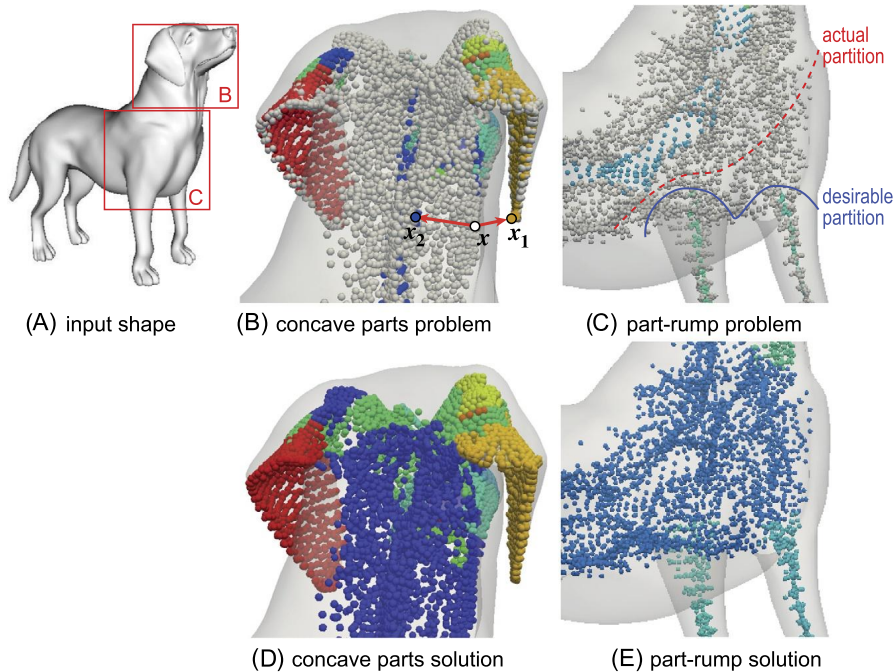 B
C
x₂
x
x₁
actual
partition
desirable
partition
(A) input shape
(B) concave parts problem
(C) part-rump problem
(D) concave parts solution
(E) part-rump solution